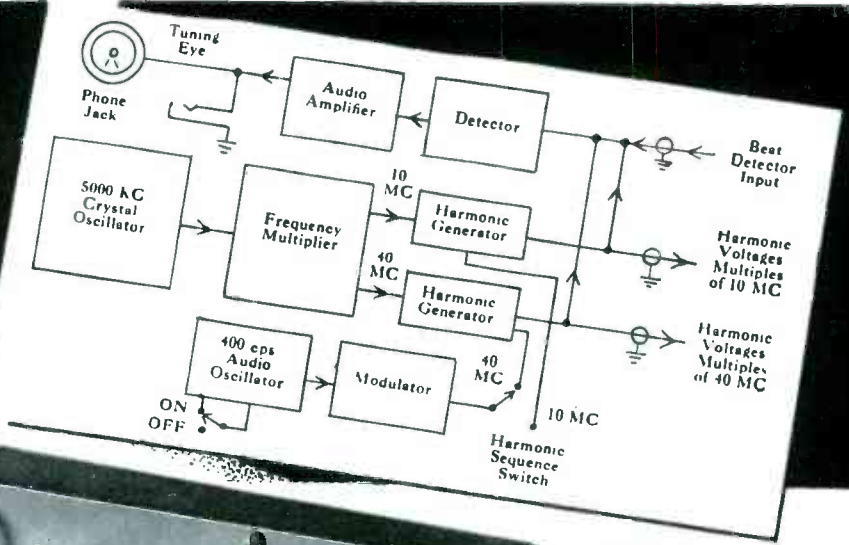 Tuning
Eye
Phone
Jack
Audio
Amplifier
Detector
Beat
Detector
Input
5000 KC
Crystal
Oscillator
Frequency
Multiplier
10
MC
Harmonic
Generator
Harmonic
Voltages
Multiples
of 10 MC
40
MC
Harmonic
Generator
Harmonic
Voltages
Multiples
of 40 MC
400 cps
Audio
Oscillator
Modulator
40
MC
ON
OFF
10 MC
Harmonic
Sequence
Switch